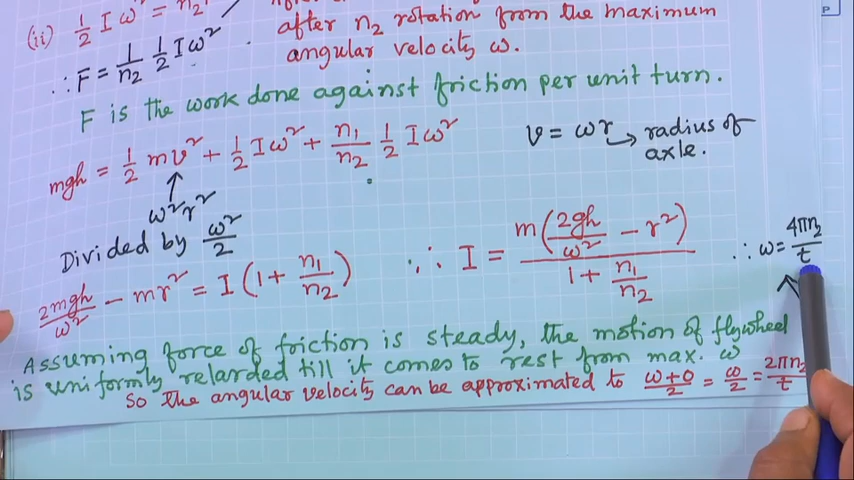 (ii) 1/2 I ω² = n₂
after n₂ rotation from the maximum
∴ F = 1/n₂ 1/2 Iω²
angular velocity ω.
F is the work done against friction per unit turn.
mgh = 1/2 mv² + 1/2 Iω² + n₁/n₂ 1/2 Iω²
v = ωr → radius of
axle.
ω²r²
Divided by ω²/2
2mgh/ω² - mr² = I (1 + n₁/n₂)
∴ I = m(2gh/ω² - r²) / 1 + n₁/n₂
∴ ω = 4πn₂/t
Assuming force of friction is steady, the motion of flywheel
is uniformly relarded till it comes to rest from max. ω
So the angular velocity can be approximated to ω+0/2 = ω/2 = 2πn₂/t
P